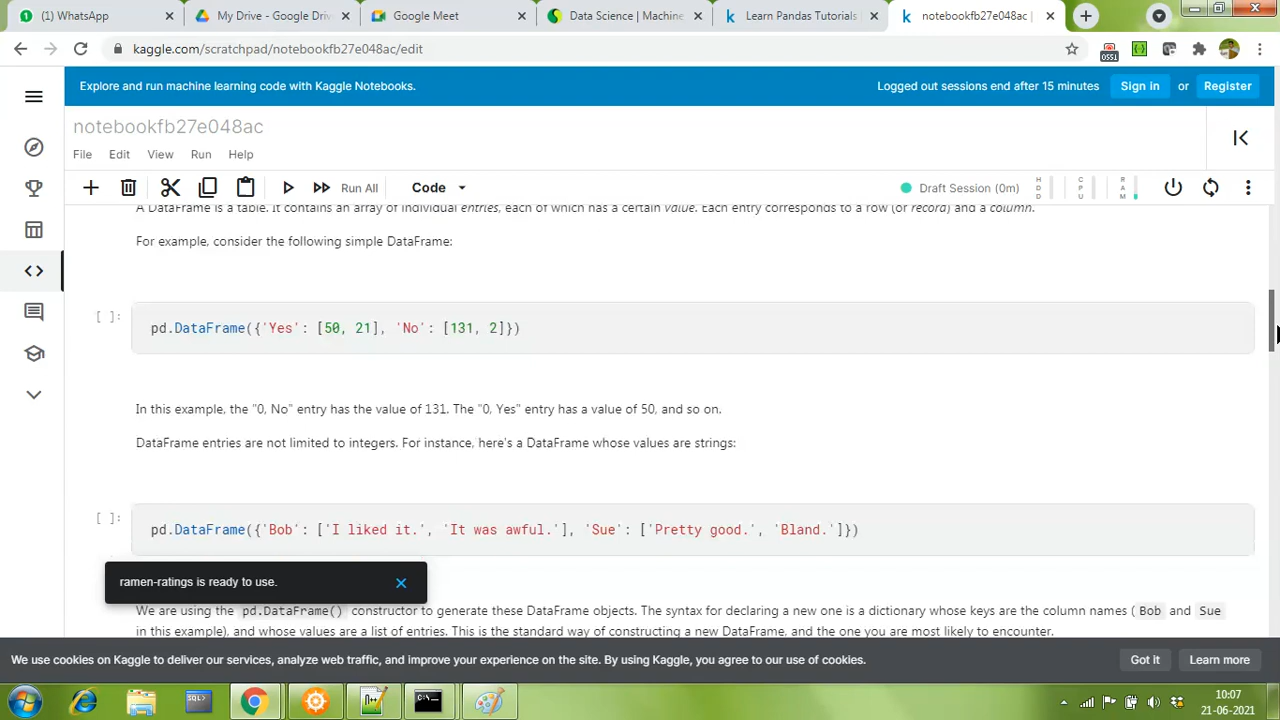 (1) WhatsApp
My Drive - Google Driv
Google Meet
Data Science | Machine
Learn Pandas Tutorials |
notebookfb27e048ac |
kaggle.com/scratchpad/notebookfb27e048ac/edit
0551
Explore and run machine learning code with Kaggle Notebooks.
Logged out sessions end after 15 minutes
Sign in
or
Register
notebookfb27e048ac
File
Edit
View
Run
Help
Run All
Code
Draft Session (0m)
HDD
CPU
RAM
A DataFrame is a table. It contains an array of individual entries, each of which has a certain value. Each entry corresponds to a row (or record) and a column.
For example, consider the following simple DataFrame:
[ ]:
pd.DataFrame({'Yes': [50, 21], 'No': [131, 2]})
In this example, the "0, No" entry has the value of 131. The "0, Yes" entry has a value of 50, and so on.
DataFrame entries are not limited to integers. For instance, here's a DataFrame whose values are strings:
[ ]:
pd.DataFrame({'Bob': ['I liked it.', 'It was awful.'], 'Sue': ['Pretty good.', 'Bland.']})
ramen-ratings is ready to use.
We are using the pd.DataFrame() constructor to generate these DataFrame objects. The syntax for declaring a new one is a dictionary whose keys are the column names ( Bob and Sue
in this example), and whose values are a list of entries. This is the standard way of constructing a new DataFrame, and the one you are most likely to encounter.
We use cookies on Kaggle to deliver our services, analyze web traffic, and improve your experience on the site. By using Kaggle, you agree to our use of cookies.
Got it
Learn more
SQL>
C:\
10:07
21-06-2021